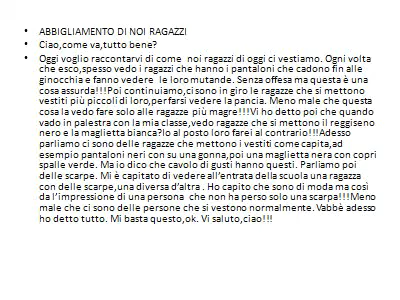 • ABBIGLIAMENTO DI NOI RAGAZZI
• Ciao,come va,tutto bene?
• Oggi voglio raccontarvi di come noi ragazzi di oggi ci vestiamo. Ogni volta
che esco,spesso vedo i ragazzi che hanno i pantaloni che cadono fin alle
ginocchia e fanno vedere le loro mutande. Senza offesa ma questa è una
cosa assurda!!!Poi continuiamo,ci sono in giro le ragazze che si mettono
vestiti più piccoli di loro,per farsi vedere la pancia. Meno male che questa
cosa la vedo fare solo alle ragazze più magre!!!Vi ho detto poi che quando
vado in palestra con la mia classe,vedo ragazze che si mettono il reggiseno
nero e la maglietta bianca?Io al posto loro farei al contrario!!!Adesso
parliamo ci sono delle ragazze che mettono i vestiti come capita,ad
esempio pantaloni neri con su una gonna,poi una maglietta nera con copri
spalle verde. Ma io dico che cavolo di gusti hanno questi. Parliamo poi
delle scarpe. Mi è capitato di vedere all'entrata della scuola una ragazza
con delle scarpe,una diversa d'altra . Ho capito che sono di moda ma così
da l'impressione di una persona che non ha perso solo una scarpa!!!Meno
male che ci sono delle persone che si vestono normalmente. Vabbè adesso
ho detto tutto. Mi basta questo,ok. Vi saluto,ciao!!!